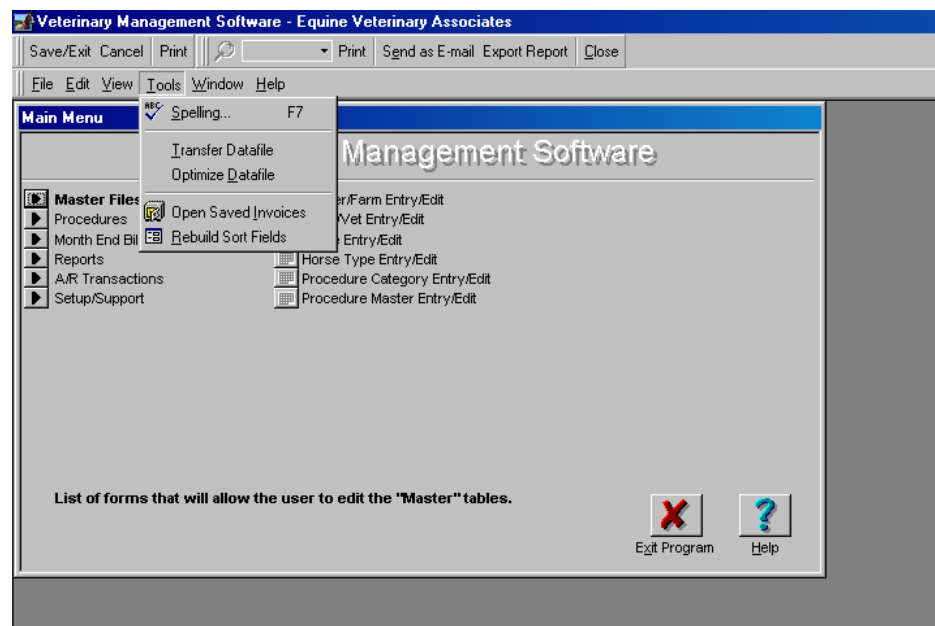 Veterinary Management Software - Equine Veterinary Associates
Save/Exit Cancel Print Print Send as E-mail Export Report Close
File Edit View Tools Window Help
Main Menu
ABC Spelling... F7
Transfer Datafile
Optimize Datafile
Open Saved Invoices
Rebuild Sort Fields
Management Software
Master Files
Procedures
Month End Bil
Reports
A/R Transactions
Setup/Support
er/Farm Entry/Edit
/Vet Entry/Edit
Entry/Edit
Horse Type Entry/Edit
Procedure Category Entry/Edit
Procedure Master Entry/Edit
List of forms that will allow the user to edit the "Master" tables.
Exit Program Help